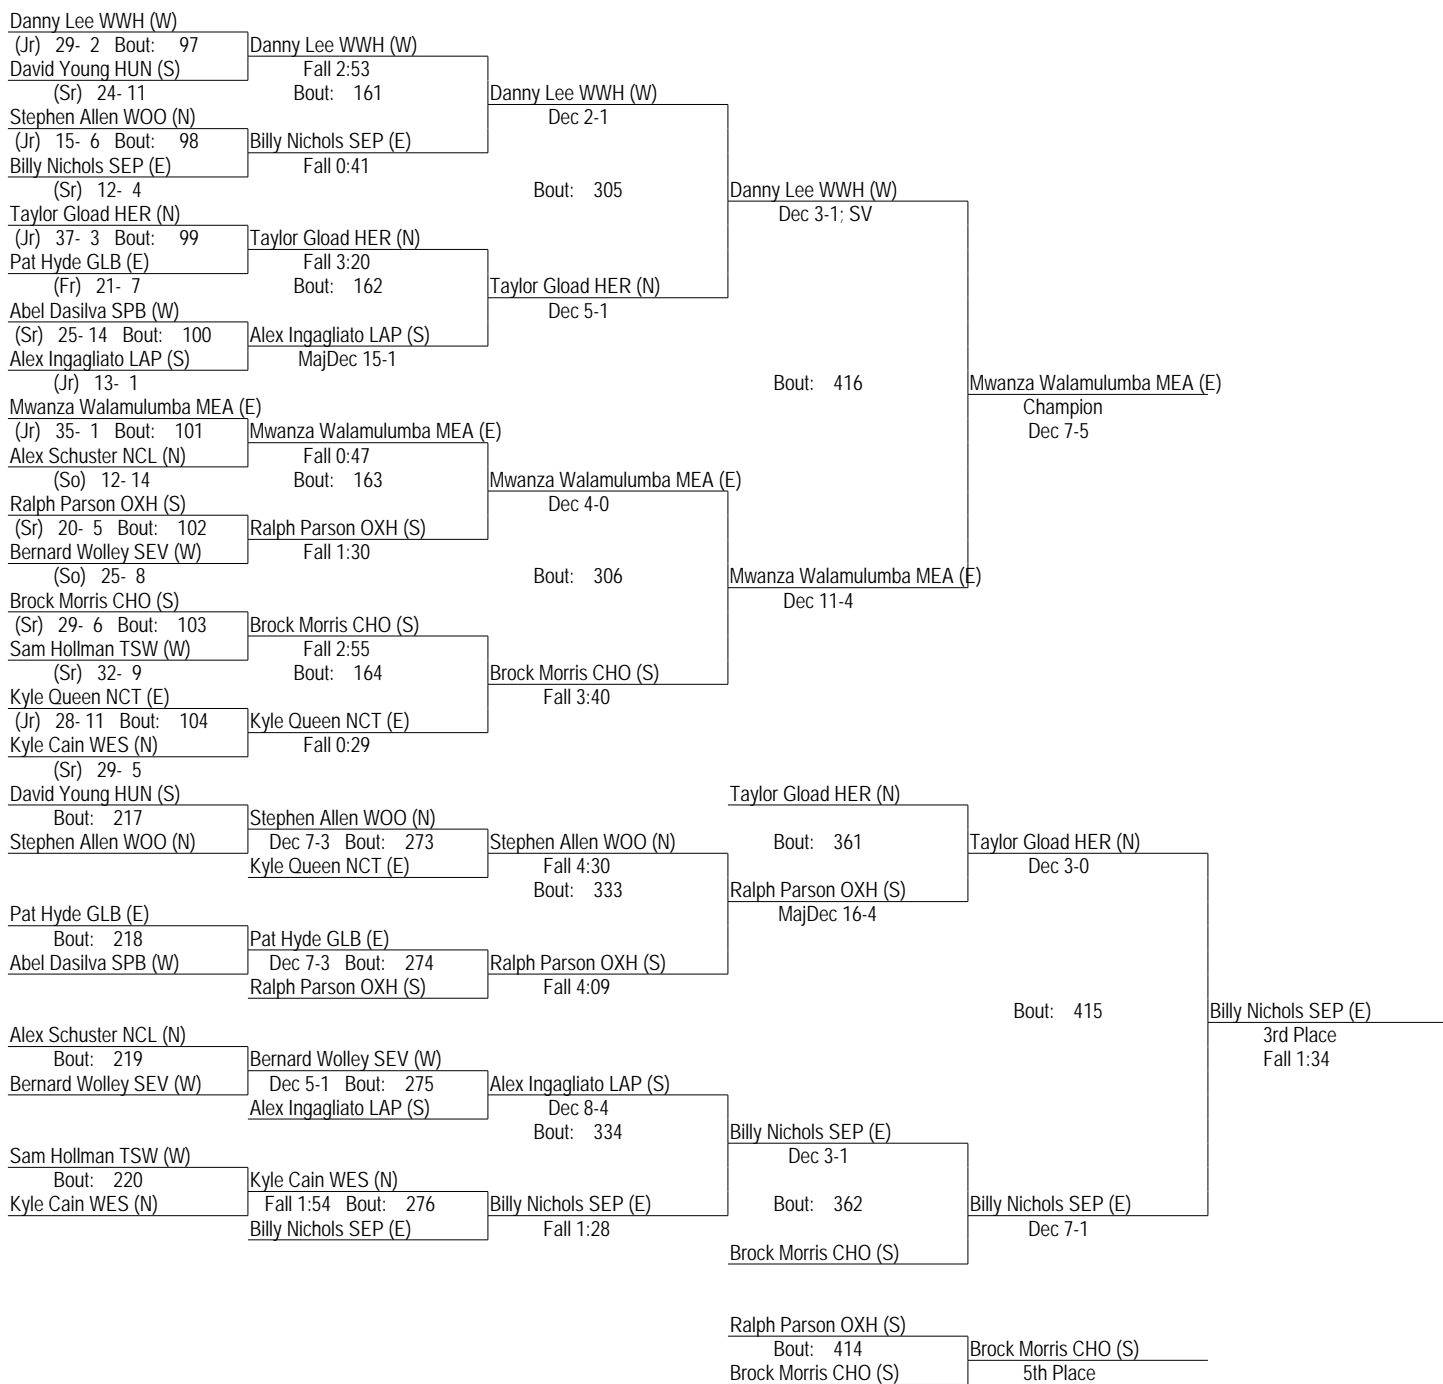 Danny Lee WWH (W)
(Jr) 29- 2 Bout: 97 Danny Lee WWH (W)
David Young HUN (S) Fall 2:53
(Sr) 24- 11 Bout: 161 Danny Lee WWH (W)
Stephen Allen WOO (N) Dec 2-1
(Jr) 15- 6 Bout: 98 Billy Nichols SEP (E)
Billy Nichols SEP (E) Fall 0:41
(Sr) 12- 4 Bout: 305 Danny Lee WWH (W)
Taylor Gload HER (N) Dec 3-1; SV
(Jr) 37- 3 Bout: 99 Taylor Gload HER (N)
Pat Hyde GLB (E) Fall 3:20
(Fr) 21- 7 Bout: 162 Taylor Gload HER (N)
Abel Dasilva SPB (W) Dec 5-1
(Sr) 25- 14 Bout: 100 Alex Ingagliato LAP (S)
Alex Ingagliato LAP (S) MajDec 15-1
(Jr) 13- 1 Bout: 416 Mwanza Walamulumba MEA (E)
Mwanza Walamulumba MEA (E) Champion
(Jr) 35- 1 Bout: 101 Mwanza Walamulumba MEA (E) Dec 7-5
Alex Schuster NCL (N) Fall 0:47
(So) 12- 14 Bout: 163 Mwanza Walamulumba MEA (E)
Ralph Parson OXH (S) Dec 4-0
(Sr) 20- 5 Bout: 102 Ralph Parson OXH (S)
Bernard Wolley SEV (W) Fall 1:30
(So) 25- 8 Bout: 306 Mwanza Walamulumba MEA (E)
Brock Morris CHO (S) Dec 11-4
(Sr) 29- 6 Bout: 103 Brock Morris CHO (S)
Sam Hollman TSW (W) Fall 2:55
(Sr) 32- 9 Bout: 164 Brock Morris CHO (S)
Kyle Queen NCT (E) Fall 3:40
(Jr) 28- 11 Bout: 104 Kyle Queen NCT (E)
Kyle Cain WES (N) Fall 0:29
(Sr) 29- 5
David Young HUN (S) Taylor Gload HER (N)
Bout: 217 Stephen Allen WOO (N)
Stephen Allen WOO (N) Dec 7-3 Bout: 273 Stephen Allen WOO (N) Bout: 361 Taylor Gload HER (N)
Kyle Queen NCT (E) Fall 4:30 Dec 3-0
Bout: 333 Ralph Parson OXH (S)
Pat Hyde GLB (E) MajDec 16-4
Bout: 218 Pat Hyde GLB (E)
Abel Dasilva SPB (W) Dec 7-3 Bout: 274 Ralph Parson OXH (S)
Ralph Parson OXH (S) Fall 4:09
Bout: 415 Billy Nichols SEP (E)
Alex Schuster NCL (N) 3rd Place
Bout: 219 Bernard Wolley SEV (W) Fall 1:34
Bernard Wolley SEV (W) Dec 5-1 Bout: 275 Alex Ingagliato LAP (S)
Alex Ingagliato LAP (S) Dec 8-4
Bout: 334 Billy Nichols SEP (E)
Sam Hollman TSW (W) Dec 3-1
Bout: 220 Kyle Cain WES (N)
Kyle Cain WES (N) Fall 1:54 Bout: 276 Billy Nichols SEP (E) Bout: 362 Billy Nichols SEP (E)
Billy Nichols SEP (E) Fall 1:28 Dec 7-1
Brock Morris CHO (S)
Ralph Parson OXH (S)
Bout: 414 Brock Morris CHO (S)
Brock Morris CHO (S) 5th Place